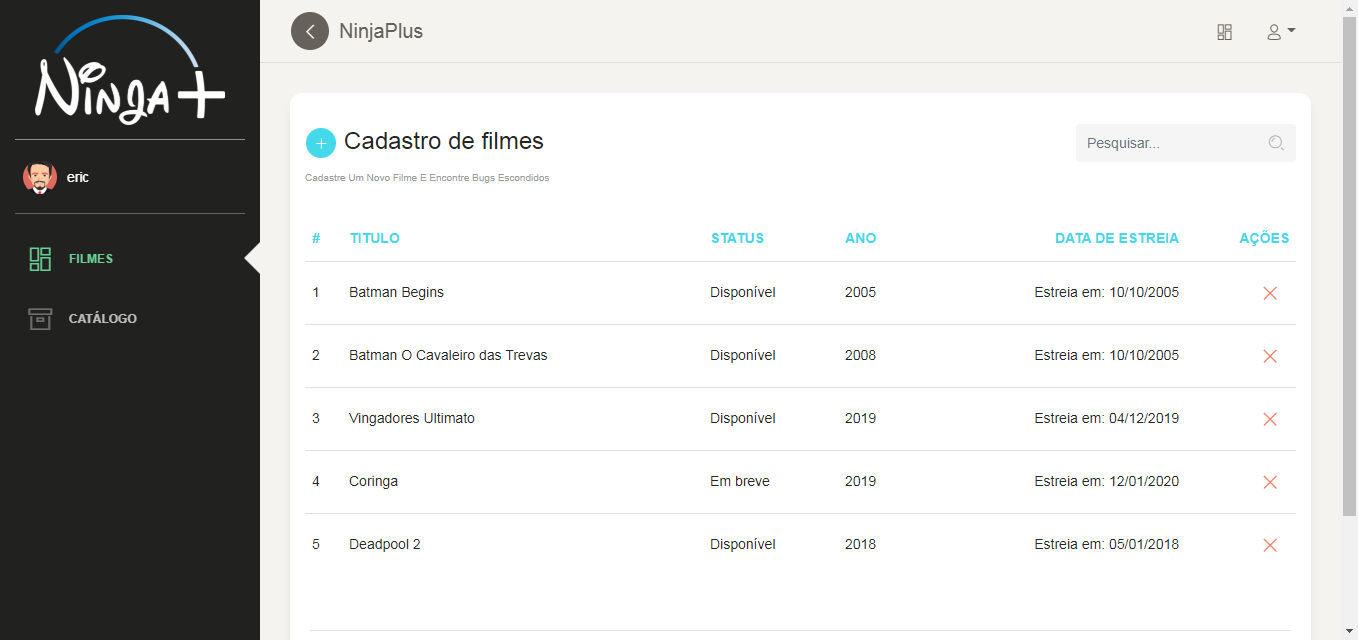 Ninja+
NinjaPlus
eric
FILMES
CATÁLOGO
Cadastro de filmes
Pesquisar...
Cadastre Um Novo Filme E Encontre Bugs Escondidos
# TITULO STATUS ANO DATA DE ESTREIA AÇÕES
1 Batman Begins Disponível 2005 Estreia em: 10/10/2005
2 Batman O Cavaleiro das Trevas Disponível 2008 Estreia em: 10/10/2005
3 Vingadores Ultimato Disponível 2019 Estreia em: 04/12/2019
4 Coringa Em breve 2019 Estreia em: 12/01/2020
5 Deadpool 2 Disponível 2018 Estreia em: 05/01/2018